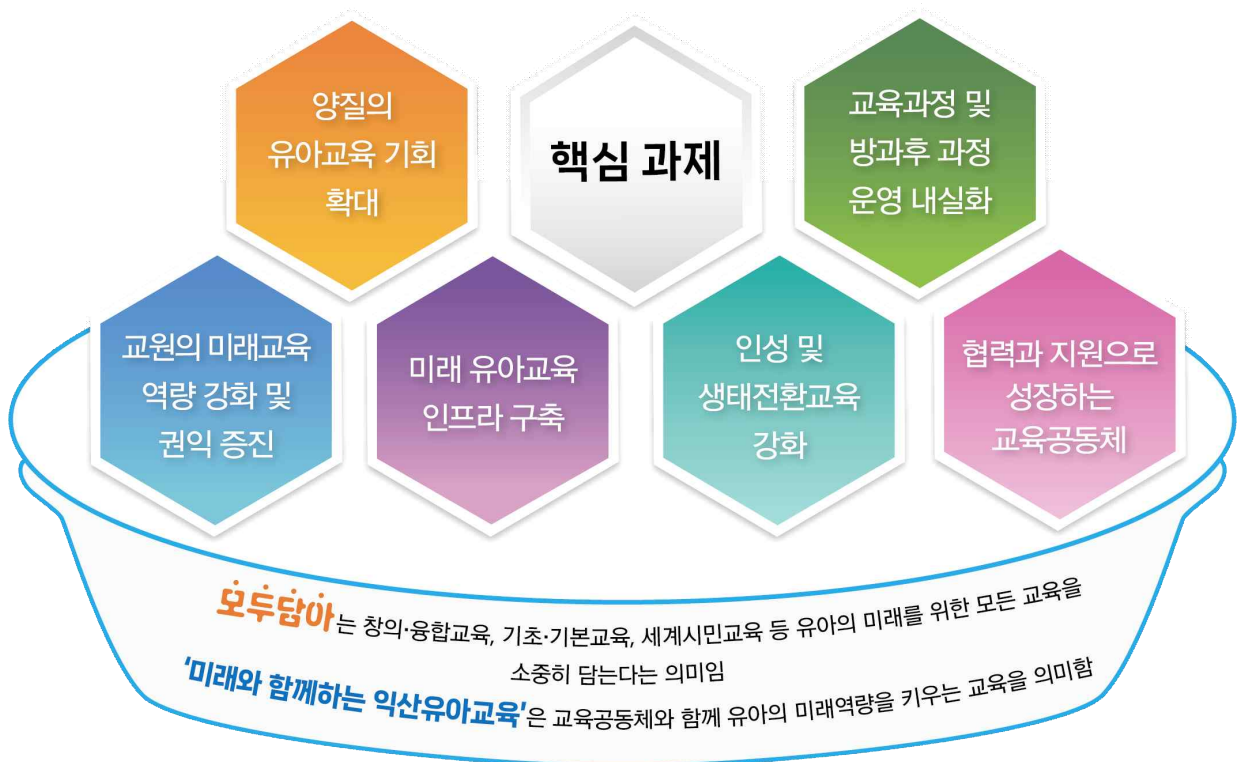 양질의
유아교육 기회
확대
핵심 과제
교육과정 및
방과후 과정
운영 내실화
교원의 미래교육
역량 강화 및
권익 증진
미래 유아교육
인프라 구축
인성 및
생태전환교육
강화
협력과 지원으로
성장하는
교육공동체
모두담아는 창의·융합교육, 기초·기본교육, 세계시민교육 등 유아의 미래를 위한 모든 교육을
소중히 담는다는 의미임
'미래와 함께하는 익산유아교육'은 교육공동체와 함께 유아의 미래역량을 키우는 교육을 의미함